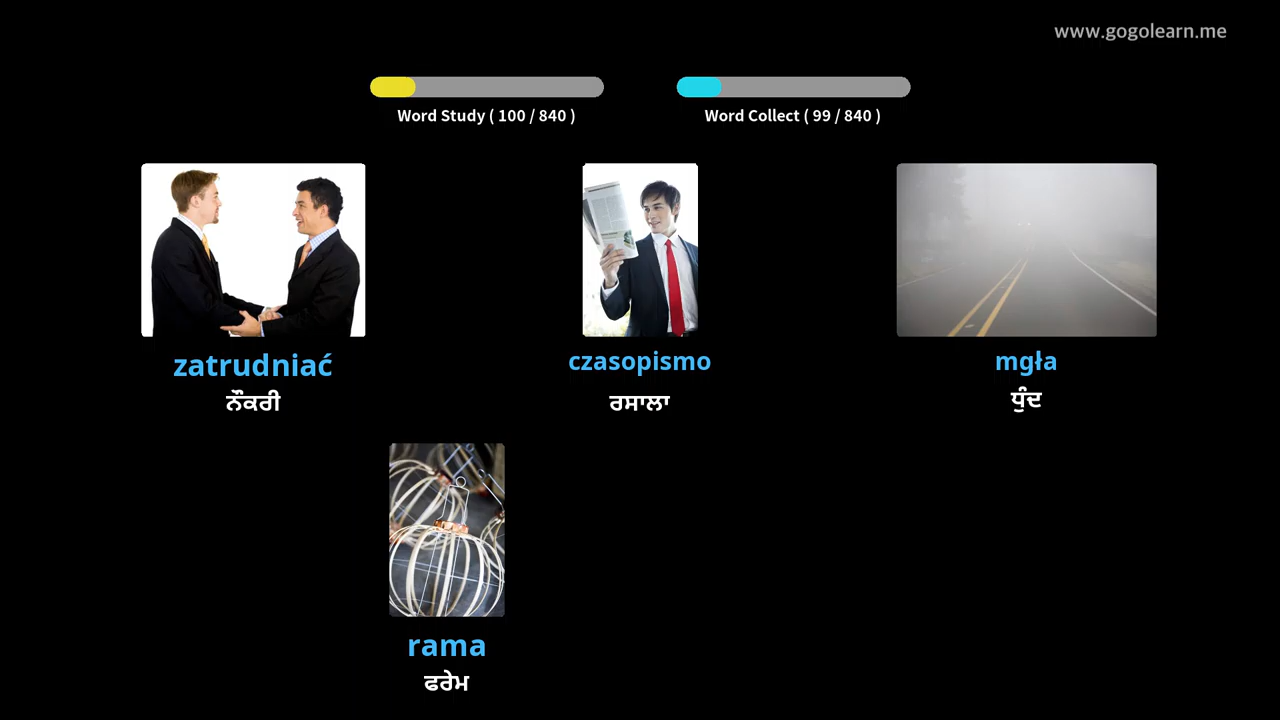 www.gogolearn.me
Word Study ( 100 / 840 )
Word Collect ( 99 / 840 )
zatrudniać
ਨੌਕਰੀ
czasopismo
ਰਸਾਲਾ
mgła
ਧੁੰਦ
rama
ਫਰੇਮ